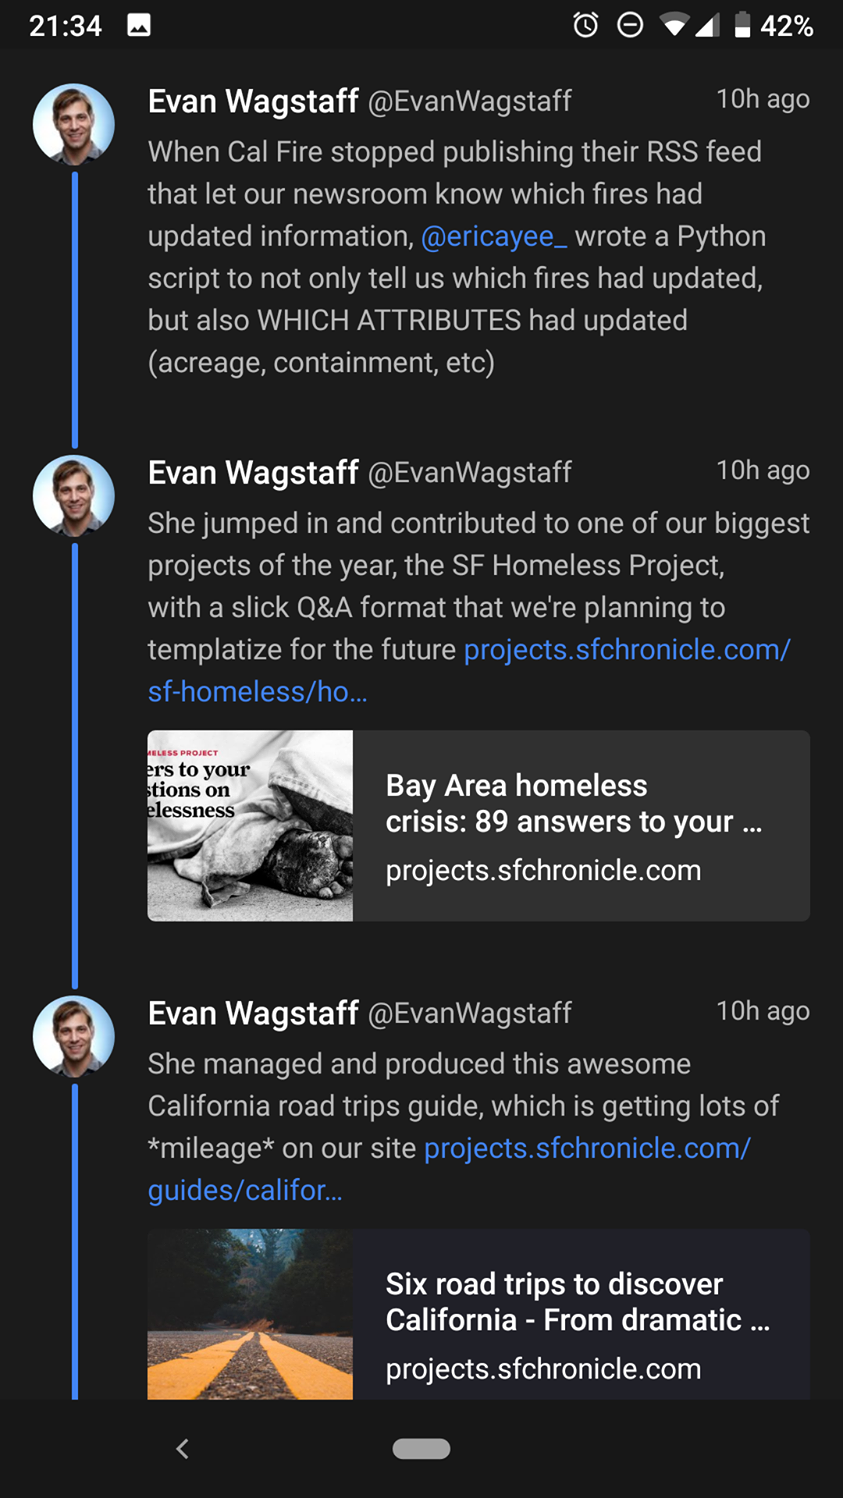 21:34 42%
Evan Wagstaff @EvanWagstaff 10h ago
When Cal Fire stopped publishing their RSS feed
that let our newsroom know which fires had
updated information, @ericayee_ wrote a Python
script to not only tell us which fires had updated,
but also WHICH ATTRIBUTES had updated
(acreage, containment, etc)
Evan Wagstaff @EvanWagstaff 10h ago
She jumped in and contributed to one of our biggest
projects of the year, the SF Homeless Project,
with a slick Q&A format that we're planning to
templatize for the future projects.sfchronicle.com/
sf-homeless/ho…
MELESS PROJECT
ers to your
stions on
elessness
Bay Area homeless
crisis: 89 answers to your …
projects.sfchronicle.com
Evan Wagstaff @EvanWagstaff 10h ago
She managed and produced this awesome
California road trips guide, which is getting lots of
*mileage* on our site projects.sfchronicle.com/
guides/califor…
Six road trips to discover
California - From dramatic …
projects.sfchronicle.com